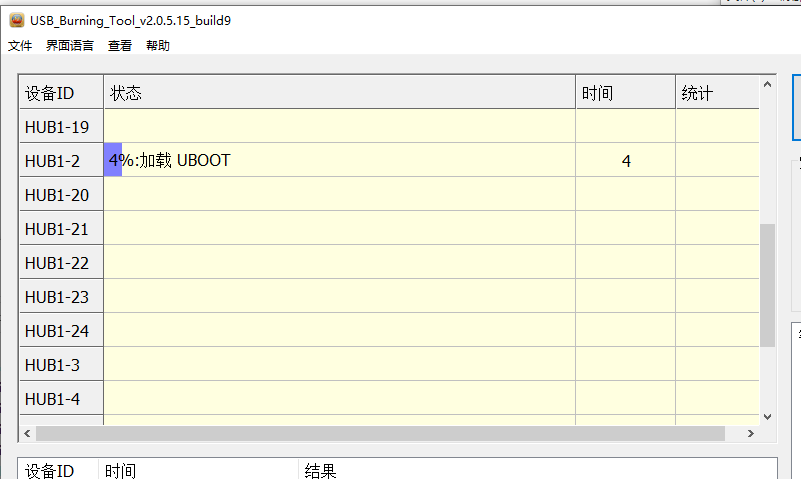 USB_Burning_Tool_v2.0.5.15_build9
文件 界面语言 查看 帮助
设备ID 状态 时间 统计
HUB1-19
HUB1-2 4%:加载 UBOOT 4
HUB1-20
HUB1-21
HUB1-22
HUB1-23
HUB1-24
HUB1-3
HUB1-4
设备ID 时间 结果